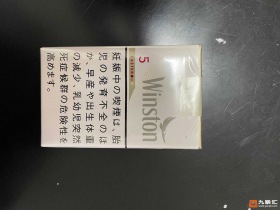 妊娠中の喫煙は、胎
児の発育不全のほ
か、早産や出生体重
の減少、乳幼児突然
死症候群の危険性を
高めます。
5
Winston